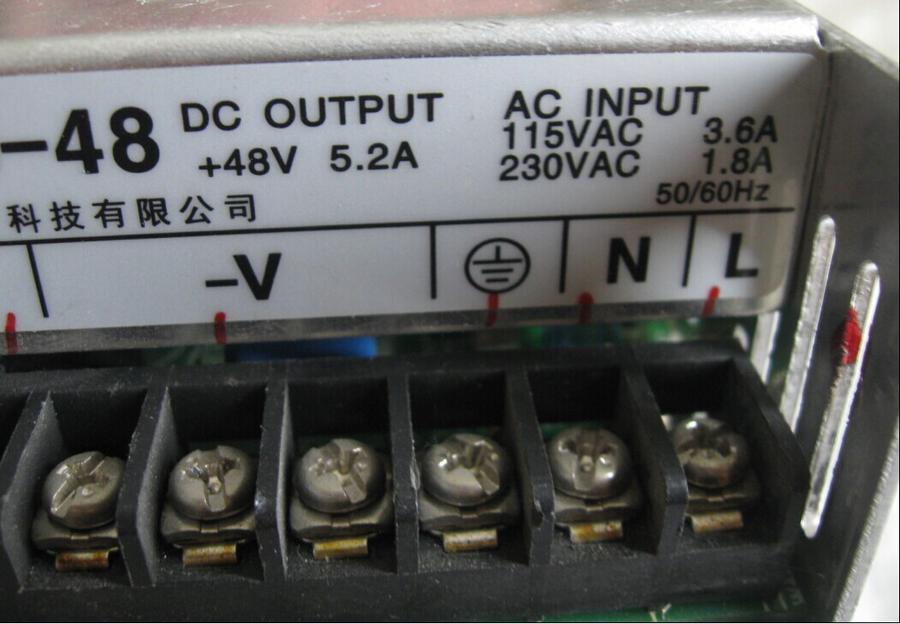 -48 DC OUTPUT AC INPUT
+48V 5.2A 115VAC 3.6A
230VAC 1.8A
50/60Hz
科技有限公司
-V N L